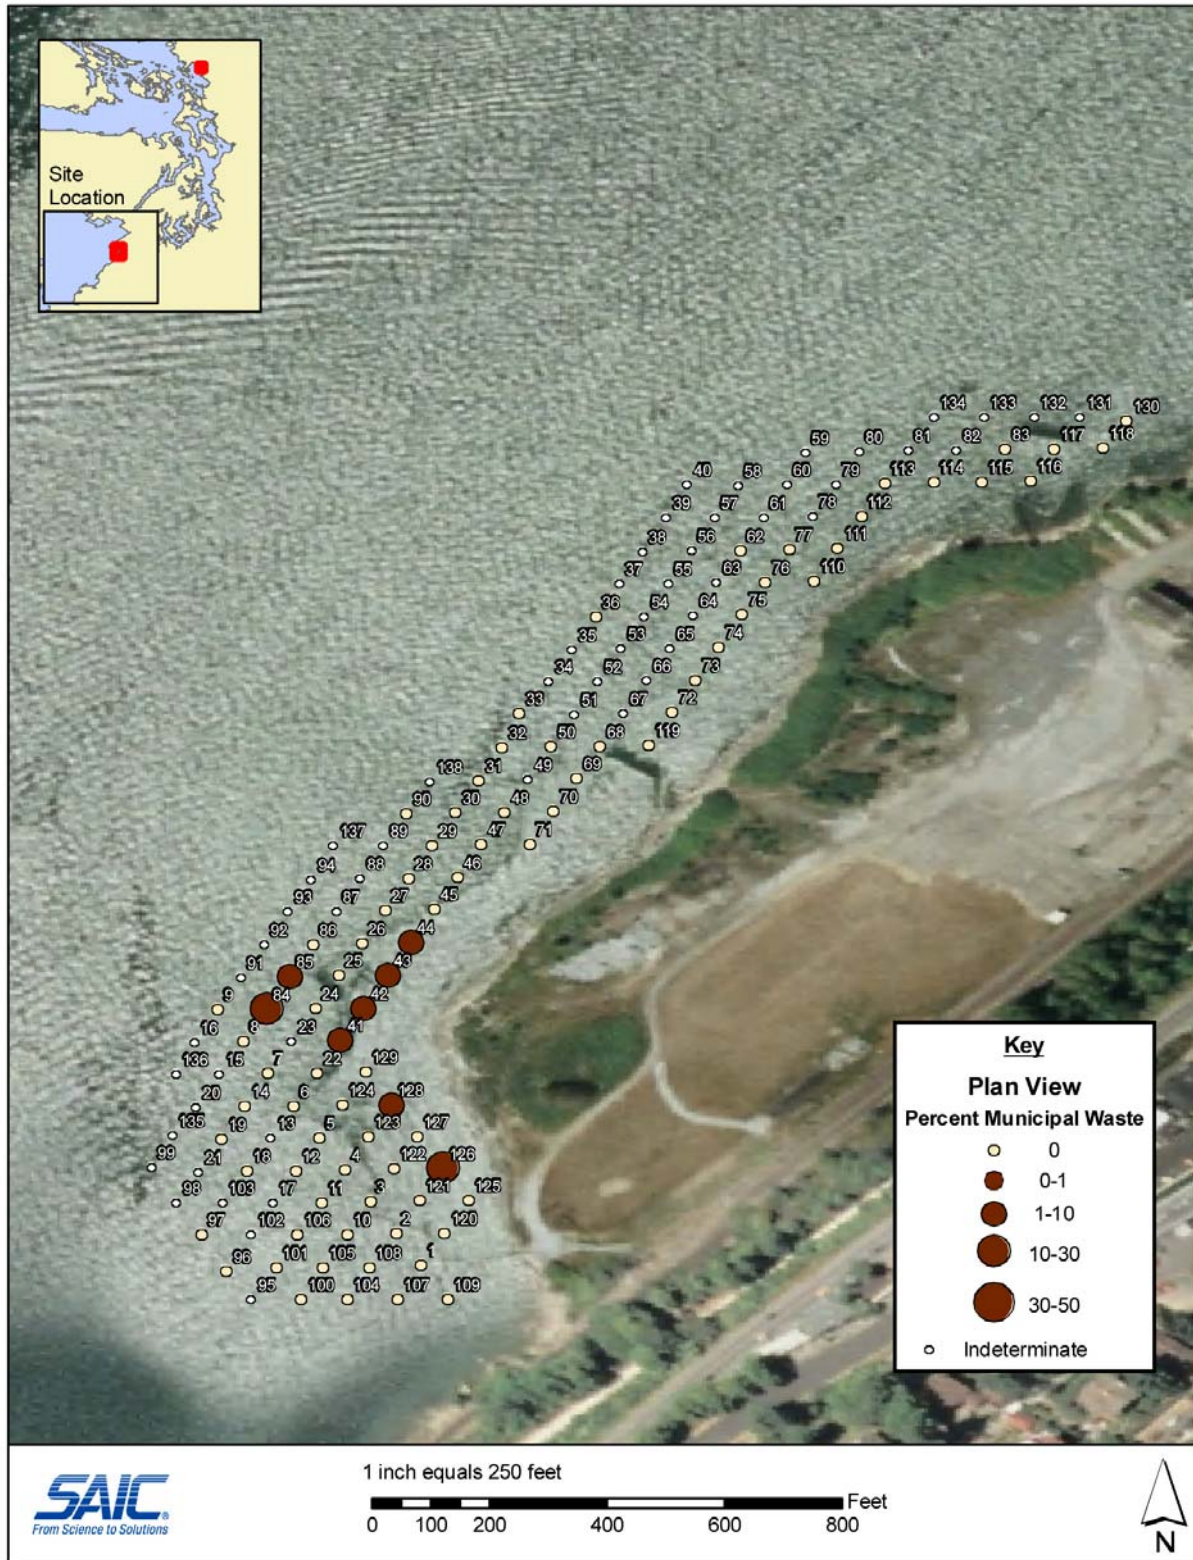 Site
Location
134 133 132 131 130
59 80 81 82 83 117 118
40 58 60 79 113 114 115 116
39 57 61 78 112
38 56 62 77 111
37 55 63 76 110
36 54 64 75
35 53 65 74
34 52 66 73
33 51 67 72
32 50 68 119
138 31 49 69
90 30 48 70
137 89 29 47 71
94 88 28 46
93 87 27 45
92 86 26 44
91 85 25 43
9 84 24 42
16 8 23 41
136 15 7 22 129
20 14 6 124 128
135 19 13 5 123 127
99 21 18 12 4 122 126
98 103 17 11 3 121 125
97 102 106 10 2 120
96 101 105 108 1
95 100 104 107 109
Key
Plan View
Percent Municipal Waste
0
0-1
1-10
10-30
30-50
Indeterminate
SAIC®
From Science to Solutions
1 inch equals 250 feet
Feet
0 100 200 400 600 800
N